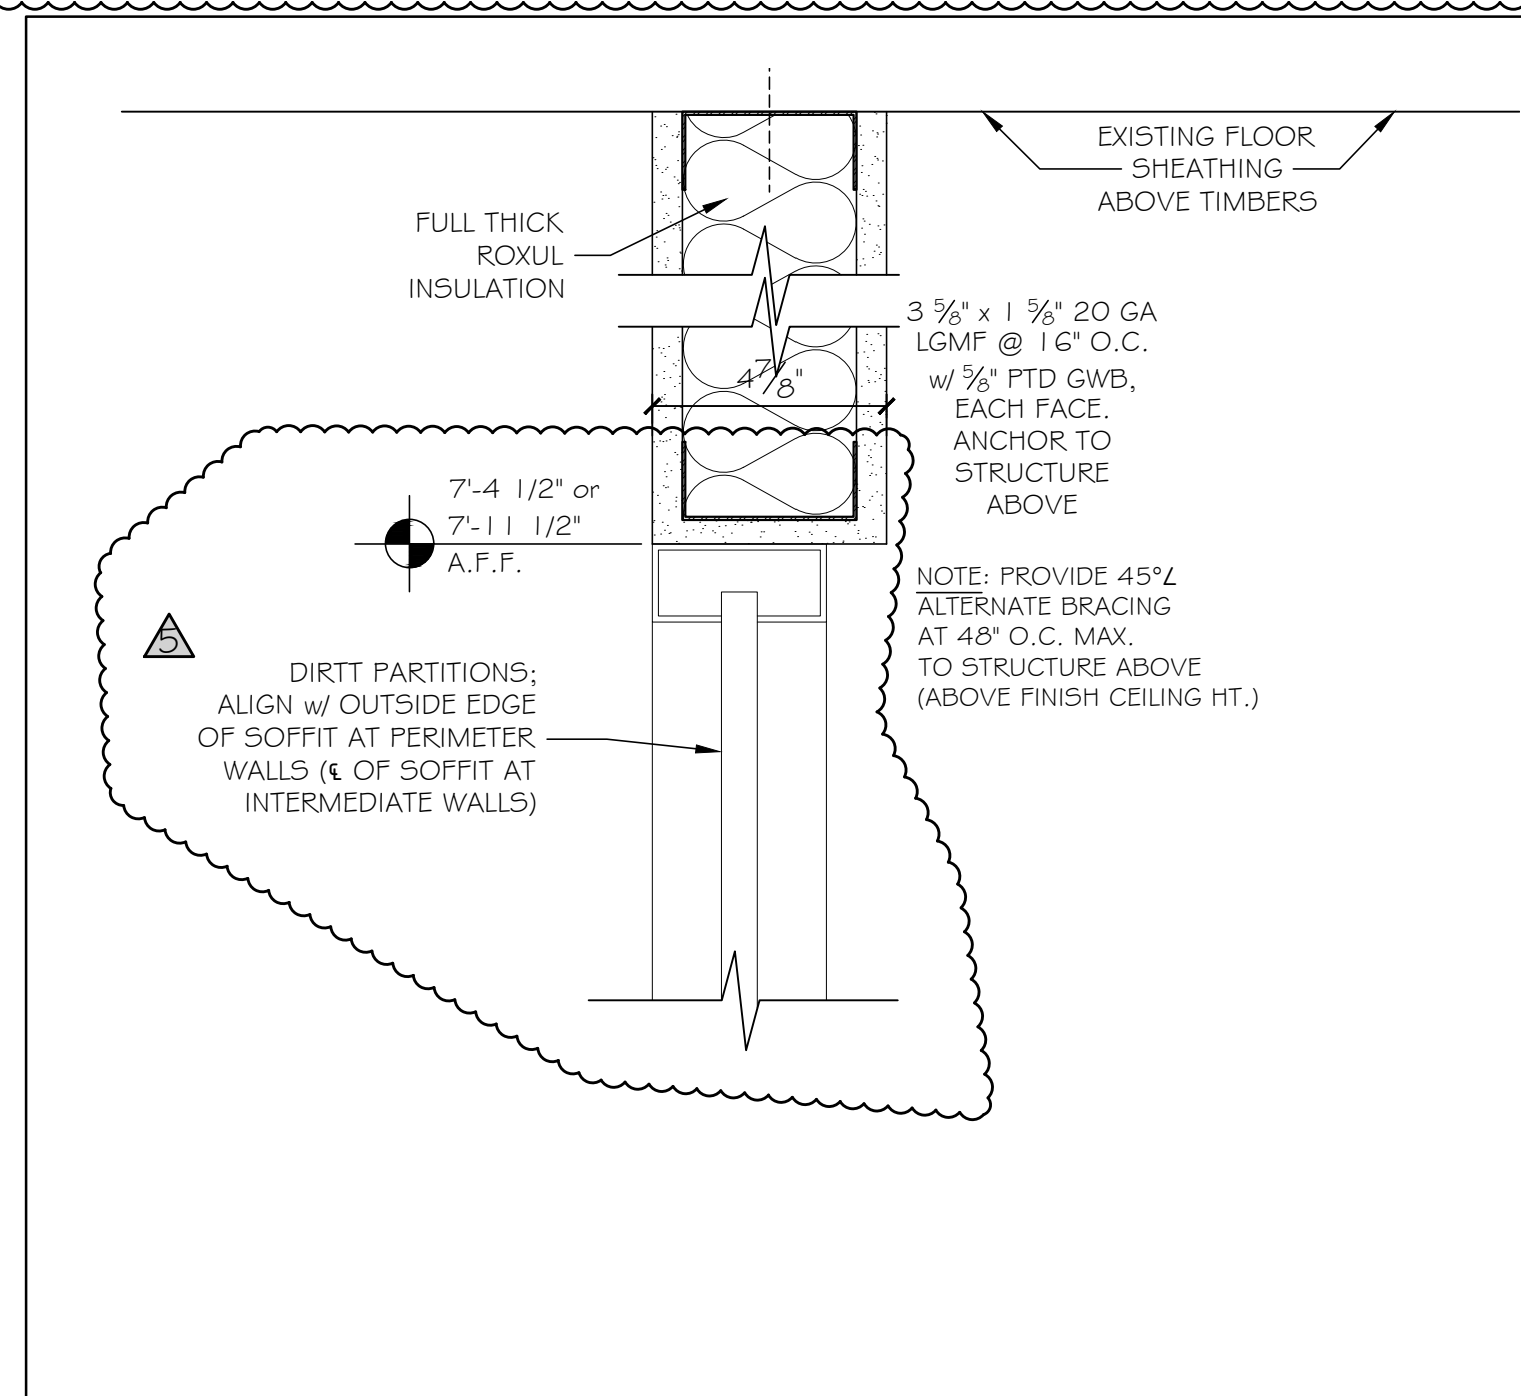 EXISTING FLOOR
SHEATHING
ABOVE TIMBERS
FULL THICK
ROXUL
INSULATION
3 5/8" x 1 5/8" 20 GA
LGMF @ 16" O.C.
w/ 5/8" PTD GWB,
EACH FACE.
ANCHOR TO
STRUCTURE
ABOVE
4 7/8"
7'-4 1/2" or
7'-11 1/2"
A.F.F.
NOTE: PROVIDE 45°∠
ALTERNATE BRACING
AT 48" O.C. MAX.
TO STRUCTURE ABOVE
(ABOVE FINISH CEILING HT.)
5
DIRTT PARTITIONS;
ALIGN w/ OUTSIDE EDGE
OF SOFFIT AT PERIMETER
WALLS (℄ OF SOFFIT AT
INTERMEDIATE WALLS)